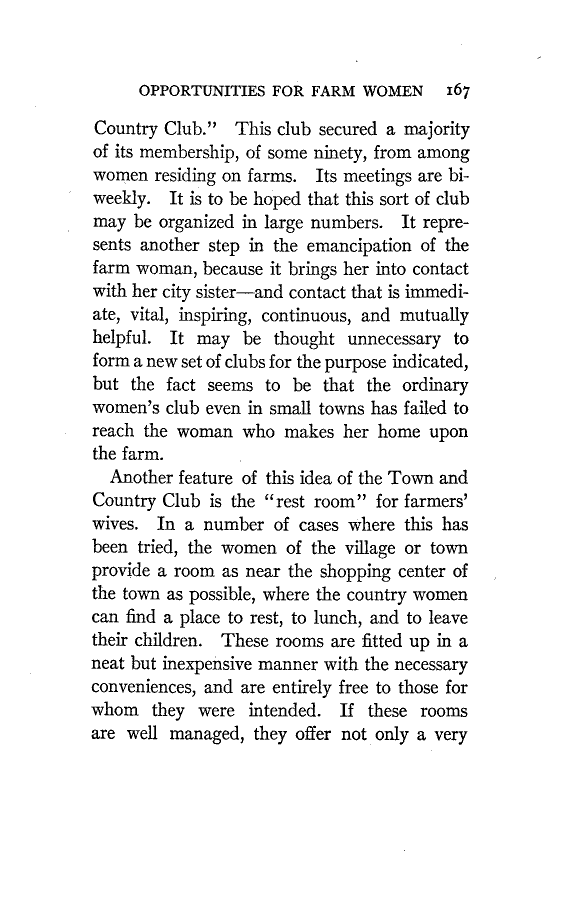 OPPORTUNITIES FOR FARM WOMEN 167
Country Club." This club secured a majority
of its membership, of some ninety, from among
women residing on farms. Its meetings are bi-
weekly. It is to be hoped that this sort of club
may be organized in large numbers. It repre-
sents another step in the emancipation of the
farm woman, because it brings her into contact
with her city sister—and contact that is immedi-
ate, vital, inspiring, continuous, and mutually
helpful. It may be thought unnecessary to
form a new set of clubs for the purpose indicated,
but the fact seems to be that the ordinary
women's club even in small towns has failed to
reach the woman who makes her home upon
the farm.
Another feature of this idea of the Town and
Country Club is the "rest room" for farmers'
wives. In a number of cases where this has
been tried, the women of the village or town
provide a room as near the shopping center of
the town as possible, where the country women
can find a place to rest, to lunch, and to leave
their children. These rooms are fitted up in a
neat but inexpensive manner with the necessary
conveniences, and are entirely free to those for
whom they were intended. If these rooms
are well managed, they offer not only a very